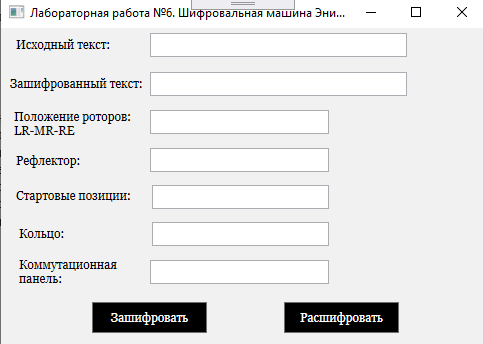 Лабораторная работа №6. Шифровальная машина Эни...
Исходный текст:
Зашифрованный текст:
Положение роторов:
LR-MR-RE
Рефлектор:
Стартовые позиции:
Кольцо:
Коммутационная
панель:
Зашифровать
Расшифровать